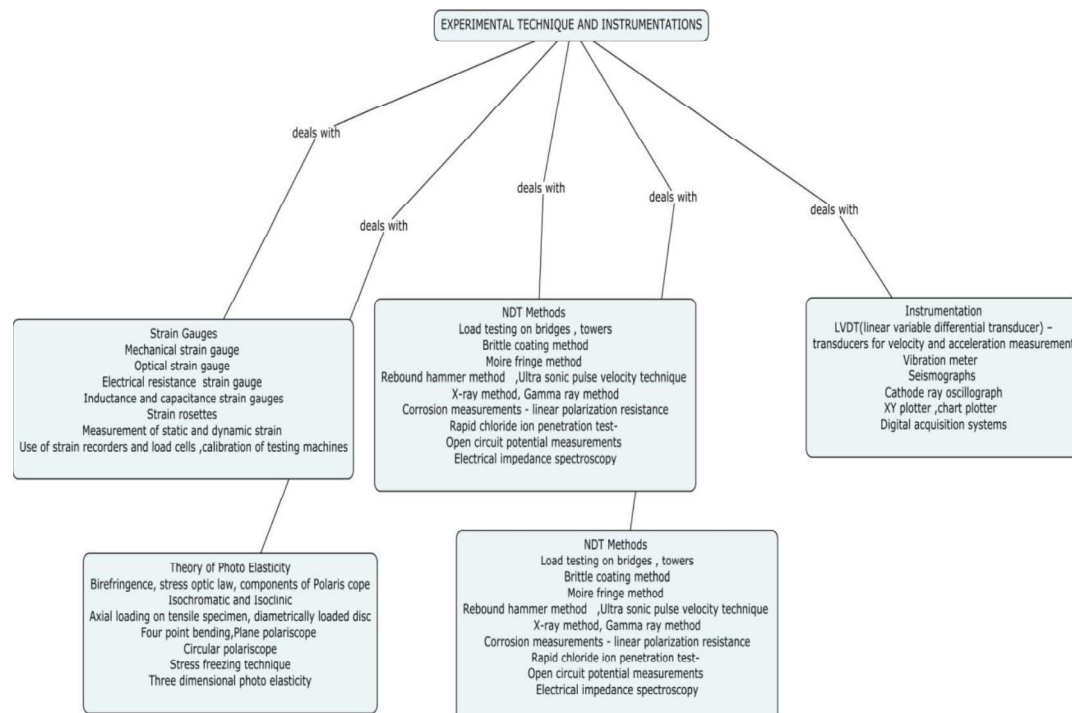 EXPERIMENTAL TECHNIQUE AND INSTRUMENTATIONS
deals with
deals with
deals with
deals with
deals with
Strain Gauges
Mechanical strain gauge
Optical strain gauge
Electrical resistance strain gauge
Inductance and capacitance strain gauges
Strain rosettes
Measurement of static and dynamic strain
Use of strain recorders and load cells ,calibration of testing machines
NDT Methods
Load testing on bridges , towers
Brittle coating method
Moire fringe method
Rebound hammer method ,Ultra sonic pulse velocity technique
X-ray method, Gamma ray method
Corrosion measurements - linear polarization resistance
Rapid chloride ion penetration test-
Open circuit potential measurements
Electrical impedance spectroscopy
Instrumentation
LVDT(linear variable differential transducer) –
transducers for velocity and acceleration measurement
Vibration meter
Seismographs
Cathode ray oscillograph
XY plotter ,chart plotter
Digital acquisition systems
Theory of Photo Elasticity
Birefringence, stress optic law, components of Polaris cope
Isochromatic and Isoclinic
Axial loading on tensile specimen, diametrically loaded disc
Four point bending,Plane polariscope
Circular polariscope
Stress freezing technique
Three dimensional photo elasticity
NDT Methods
Load testing on bridges , towers
Brittle coating method
Moire fringe method
Rebound hammer method ,Ultra sonic pulse velocity technique
X-ray method, Gamma ray method
Corrosion measurements - linear polarization resistance
Rapid chloride ion penetration test-
Open circuit potential measurements
Electrical impedance spectroscopy